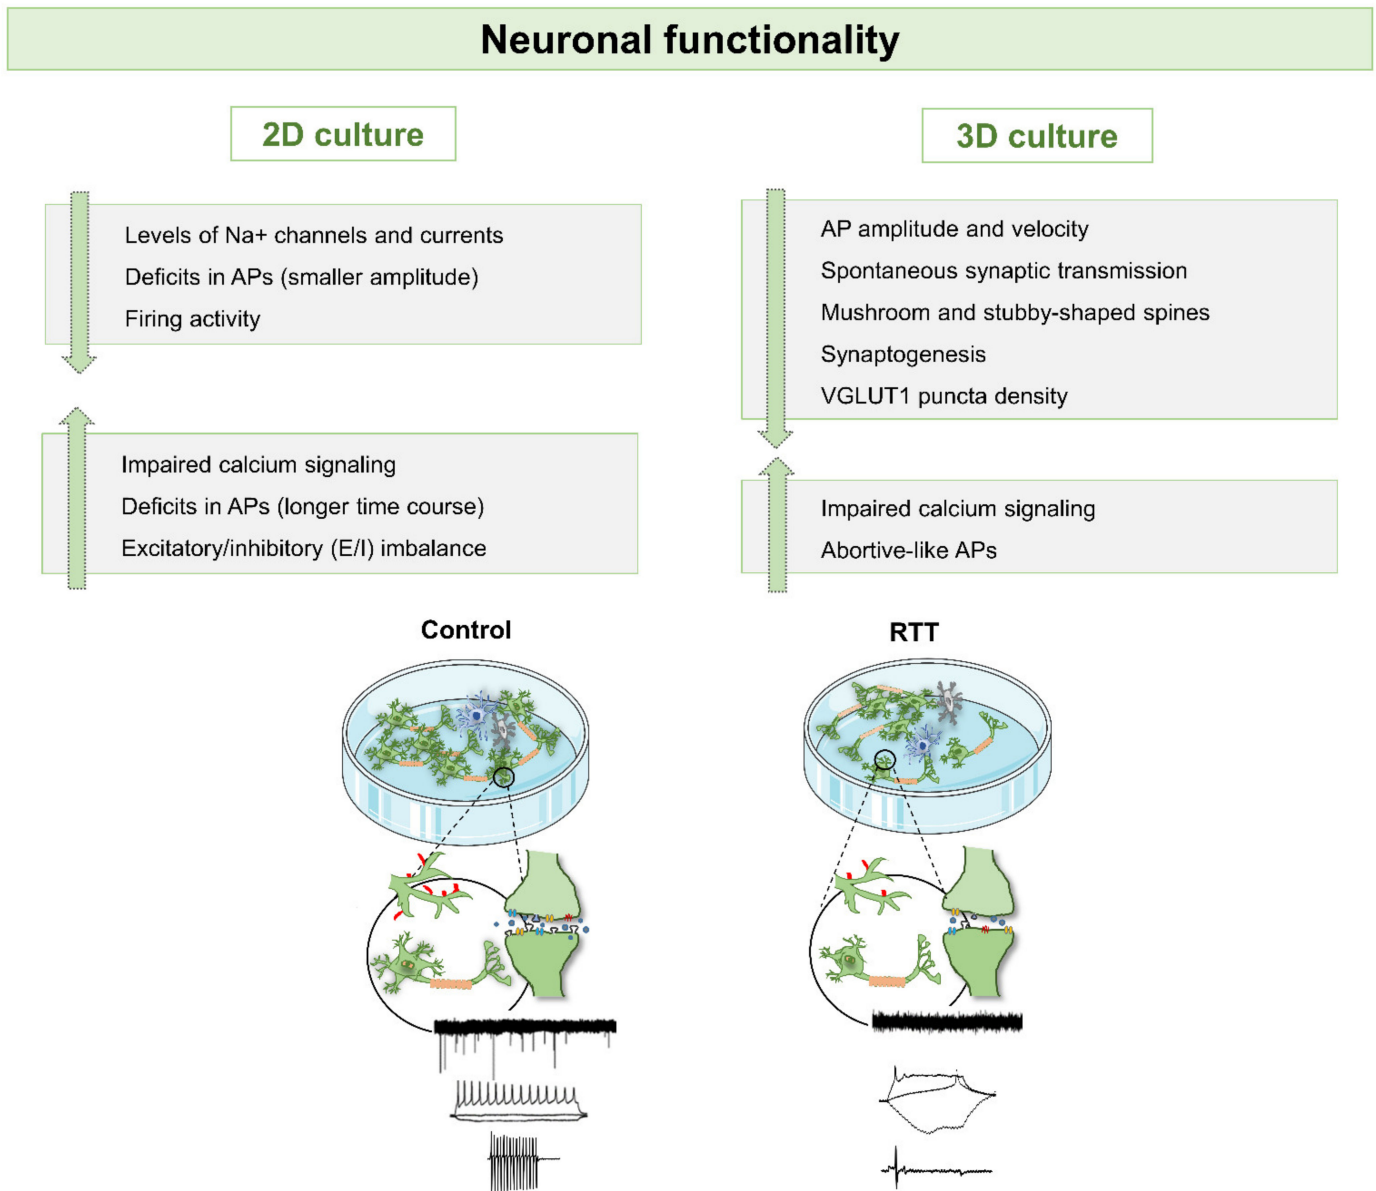 Neuronal functionality
2D culture
Levels of Na+ channels and currents
Deficits in APs (smaller amplitude)
Firing activity
Impaired calcium signaling
Deficits in APs (longer time course)
Excitatory/inhibitory (E/I) imbalance
3D culture
AP amplitude and velocity
Spontaneous synaptic transmission
Mushroom and stubby-shaped spines
Synaptogenesis
VGLUT1 puncta density
Impaired calcium signaling
Abortive-like APs
Control
RTT